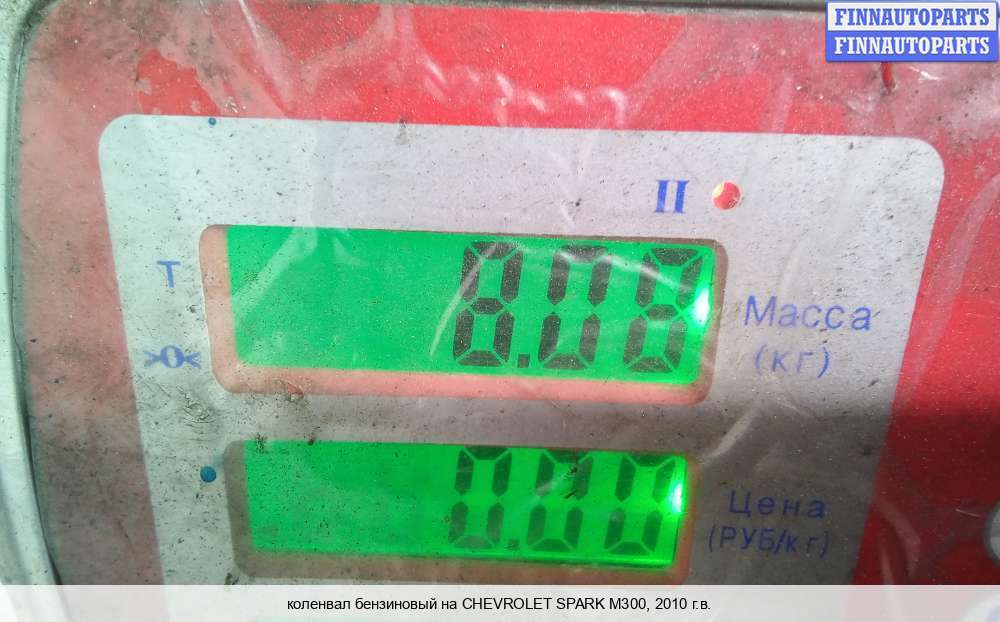 FINNAUTOPARTS
FINNAUTOPARTS
II
T
8.08
Масса
(кг)
>0<
0.00
Цена
(РУБ/кг)
коленвал бензиновый на CHEVROLET SPARK M300, 2010 г.в.